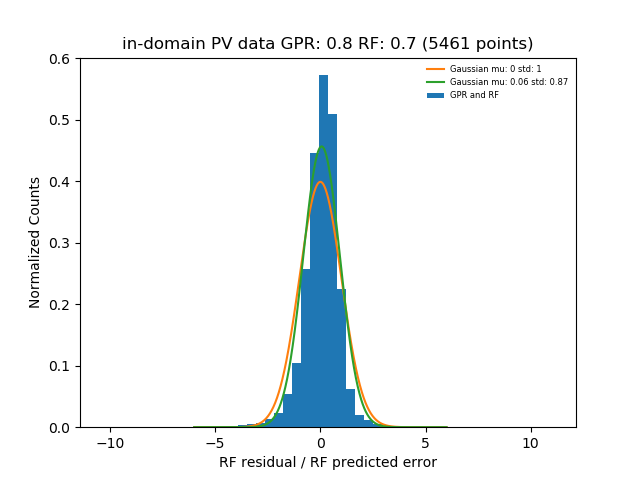 in-domain PV data GPR: 0.8 RF: 0.7 (5461 points)
Gaussian mu: 0 std: 1
Gaussian mu: 0.06 std: 0.87
GPR and RF
Normalized Counts
0.6
0.5
0.4
0.3
0.2
0.1
0.0
−10 −5 0 5 10
RF residual / RF predicted error